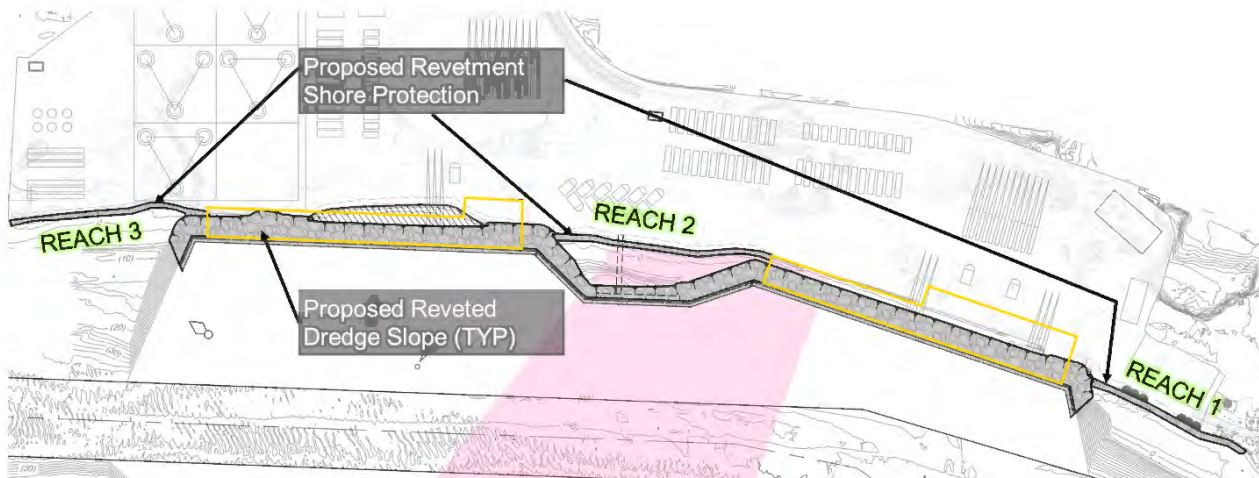 Proposed Revetment
Shore Protection
REACH 2
REACH 3
(10)
Proposed Reveted
Dredge Slope (TYP)
(20)
(30)
REACH 1
(30)